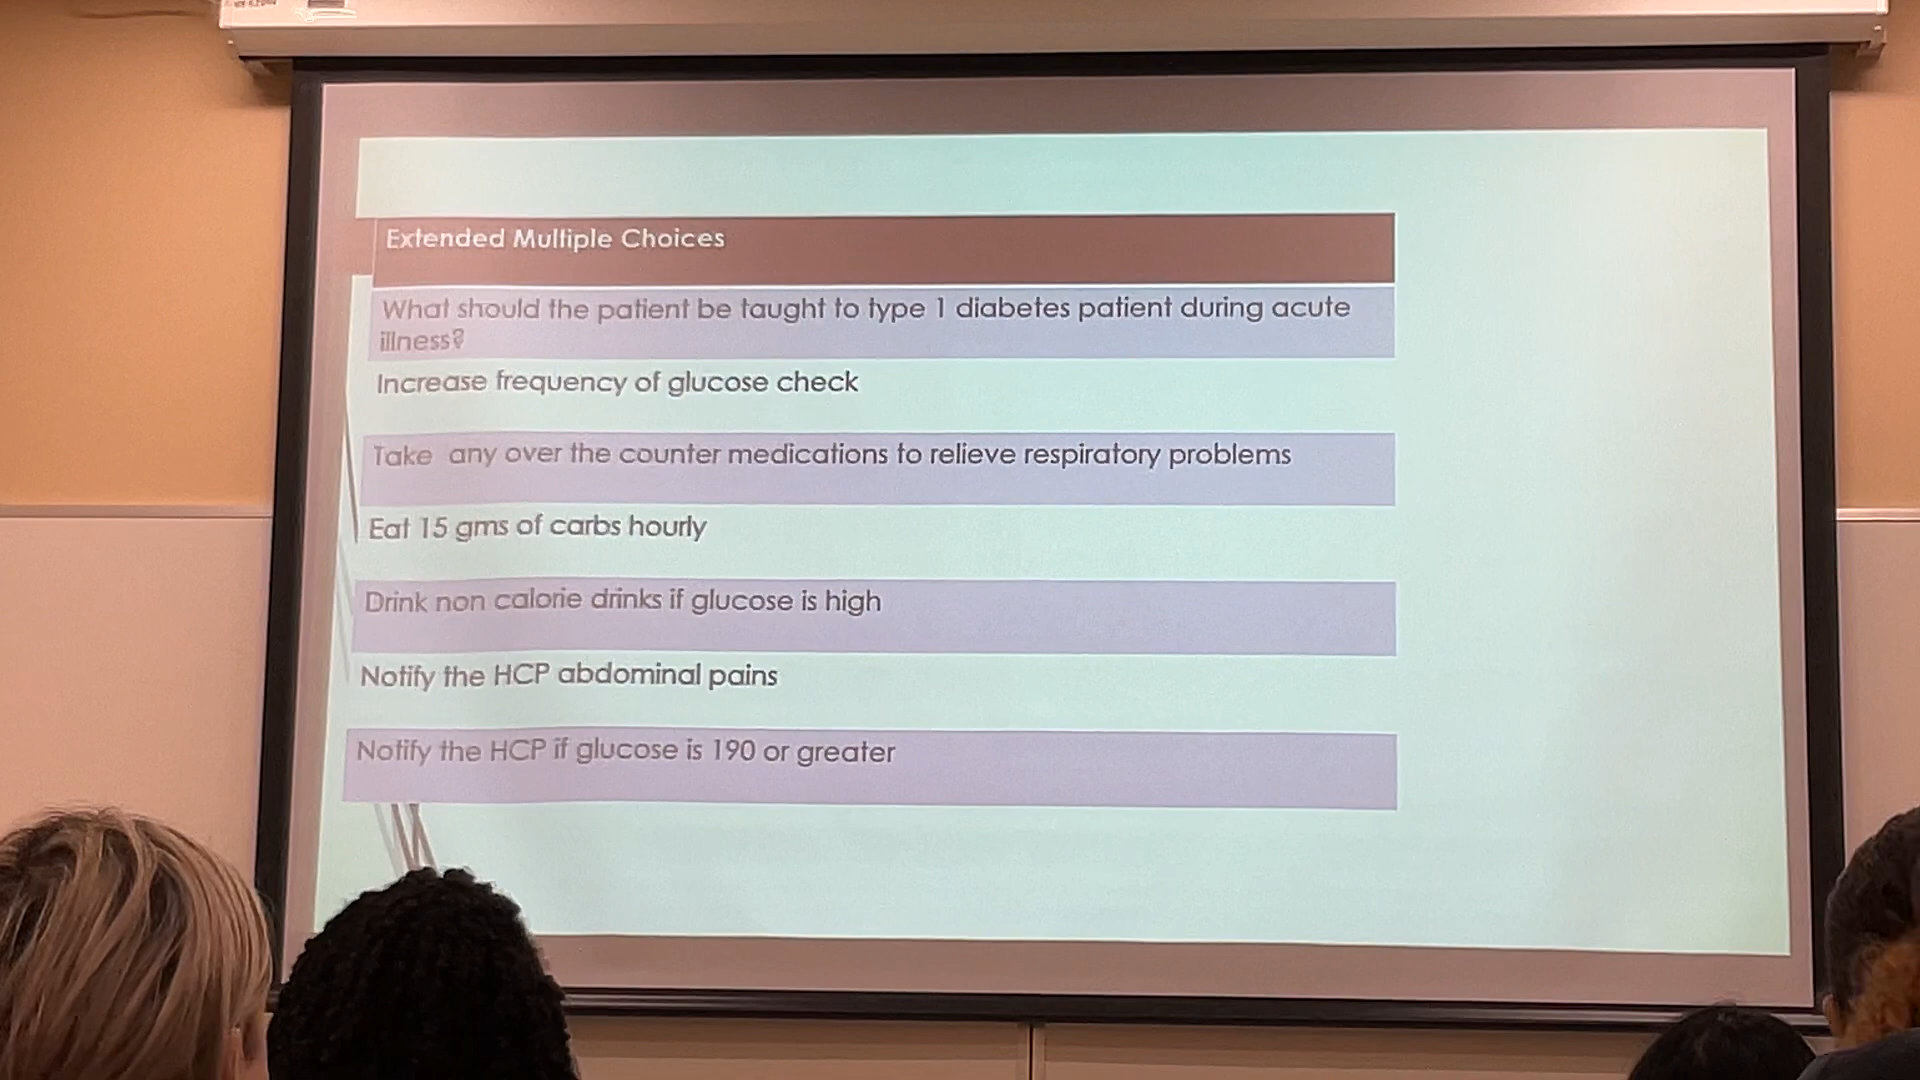 Extended Multiple Choices
What should the patient be taught to type 1 diabetes patient during acute
illness?
Increase frequency of glucose check
Take any over the counter medications to relieve respiratory problems
Eat 15 gms of carbs hourly
Drink non calorie drinks if glucose is high
Notify the HCP abdominal pains
Notify the HCP if glucose is 190 or greater